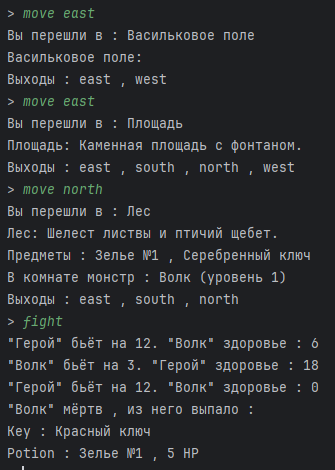 > move east
Вы перешли в : Васильковое поле
Васильковое поле:
Выходы : east , west
> move east
Вы перешли в : Площадь
Площадь: Каменная площадь с фонтаном.
Выходы : east , south , north , west
> move north
Вы перешли в : Лес
Лес: Шелест листвы и птичий щебет.
Предметы : Зелье №1 , Серебренный ключ
В комнате монстр : Волк (уровень 1)
Выходы : east , south , north
> fight
"Герой" бьёт на 12. "Волк" здоровье : 6
"Волк" бьёт на 3. "Герой" здоровье : 18
"Герой" бьёт на 12. "Волк" здоровье : 0
"Волк" мёртв , из него выпало :
Key : Красный ключ
Potion : Зелье №1 , 5 HP